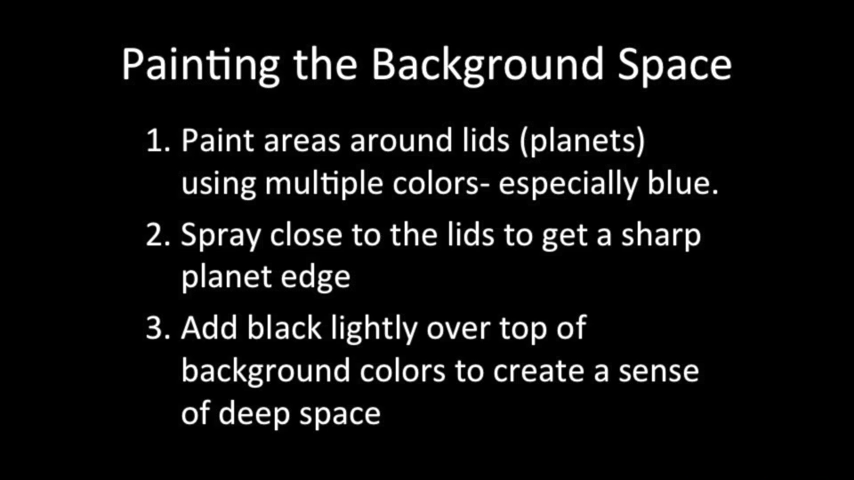 Painting the Background Space
1. Paint areas around lids (planets)
using multiple colors- especially blue.
2. Spray close to the lids to get a sharp
planet edge
3. Add black lightly over top of
background colors to create a sense
of deep space